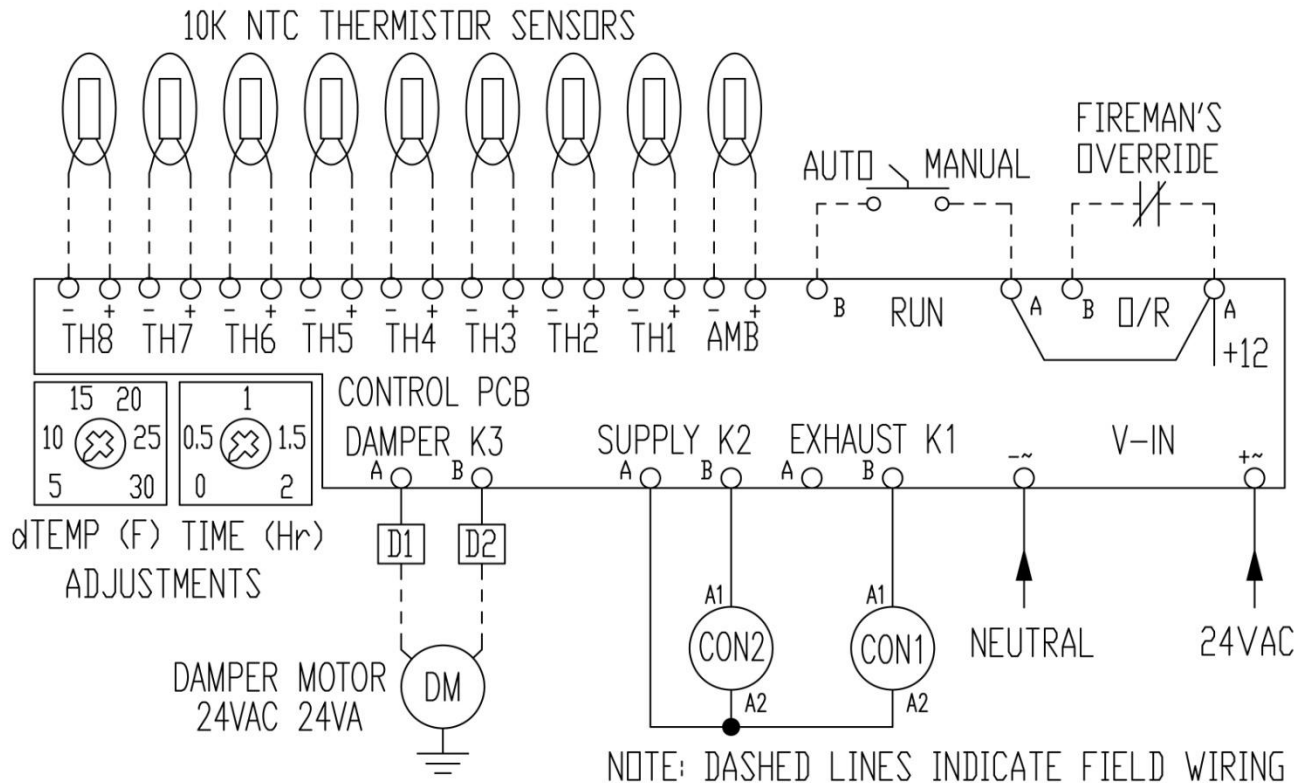 10K NTC THERMISTOR SENSORS
FIREMAN'S
OVERRIDE
AUTO MANUAL
- + - + - + - + - + - + - + - + - + B RUN A B O/R A
TH8 TH7 TH6 TH5 TH4 TH3 TH2 TH1 AMB
+12
CONTROL PCB
15 20
10 25
5 30
1
0.5 1.5
0 2
DAMPER K3 SUPPLY K2 EXHAUST K1 V-IN
A B A B A B -~ +~
dTEMP (F) TIME (Hr)
ADJUSTMENTS
D1 D2
A1 A1
CON2 CON1
A2 A2
NEUTRAL 24VAC
DAMPER MOTOR
24VAC 24VA
DM
NOTE: DASHED LINES INDICATE FIELD WIRING